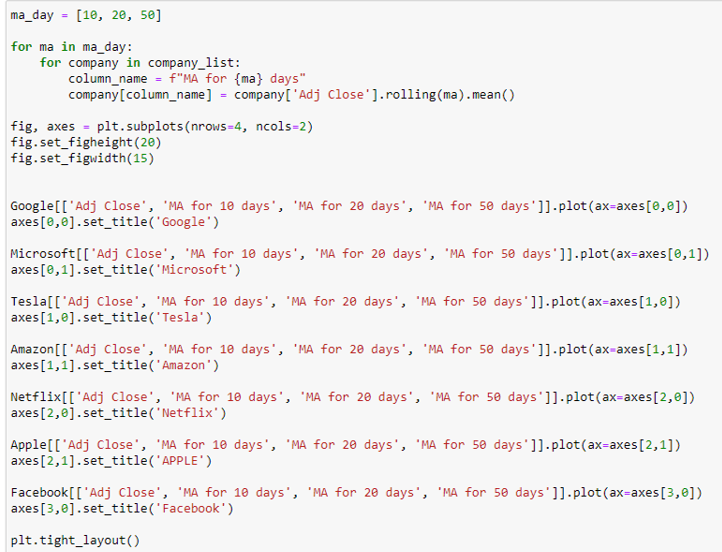 ma_day = [10, 20, 50]
for ma in ma_day:
    for company in company_list:
        column_name = f"MA for {ma} days"
        company[column_name] = company['Adj Close'].rolling(ma).mean()
fig, axes = plt.subplots(nrows=4, ncols=2)
fig.set_figheight(20)
fig.set_figwidth(15)
Google[['Adj Close', 'MA for 10 days', 'MA for 20 days', 'MA for 50 days']].plot(ax=axes[0,0])
axes[0,0].set_title('Google')
Microsoft[['Adj Close', 'MA for 10 days', 'MA for 20 days', 'MA for 50 days']].plot(ax=axes[0,1])
axes[0,1].set_title('Microsoft')
Tesla[['Adj Close', 'MA for 10 days', 'MA for 20 days', 'MA for 50 days']].plot(ax=axes[1,0])
axes[1,0].set_title('Tesla')
Amazon[['Adj Close', 'MA for 10 days', 'MA for 20 days', 'MA for 50 days']].plot(ax=axes[1,1])
axes[1,1].set_title('Amazon')
Netflix[['Adj Close', 'MA for 10 days', 'MA for 20 days', 'MA for 50 days']].plot(ax=axes[2,0])
axes[2,0].set_title('Netflix')
Apple[['Adj Close', 'MA for 10 days', 'MA for 20 days', 'MA for 50 days']].plot(ax=axes[2,1])
axes[2,1].set_title('APPLE')
Facebook[['Adj Close', 'MA for 10 days', 'MA for 20 days', 'MA for 50 days']].plot(ax=axes[3,0])
axes[3,0].set_title('Facebook')
plt.tight_layout()